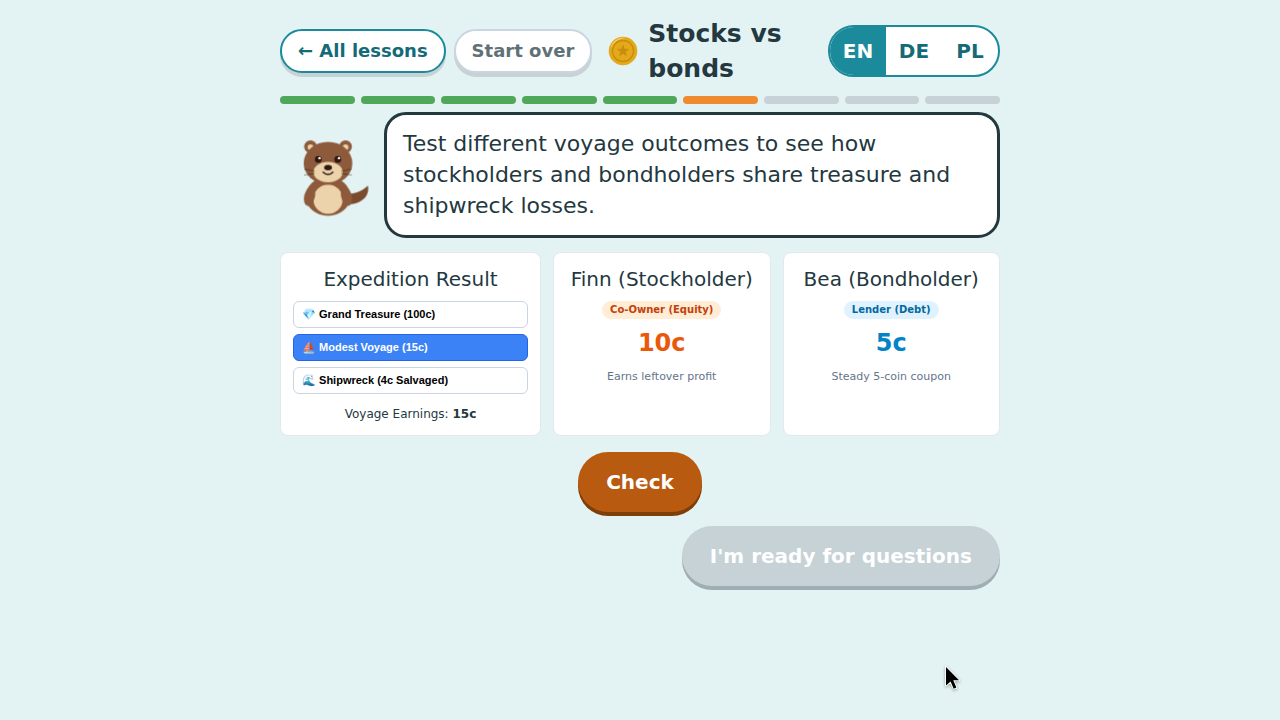 ← All lessons
Start over
Stocks vs
bonds
EN DE PL
Test different voyage outcomes to see how
stockholders and bondholders share treasure and
shipwreck losses.
Expedition Result
💎 Grand Treasure (100c)
⛵ Modest Voyage (15c)
🌊 Shipwreck (4c Salvaged)
Voyage Earnings: 15c
Finn (Stockholder)
Co-Owner (Equity)
10c
Earns leftover profit
Bea (Bondholder)
Lender (Debt)
5c
Steady 5-coin coupon
Check
I'm ready for questions